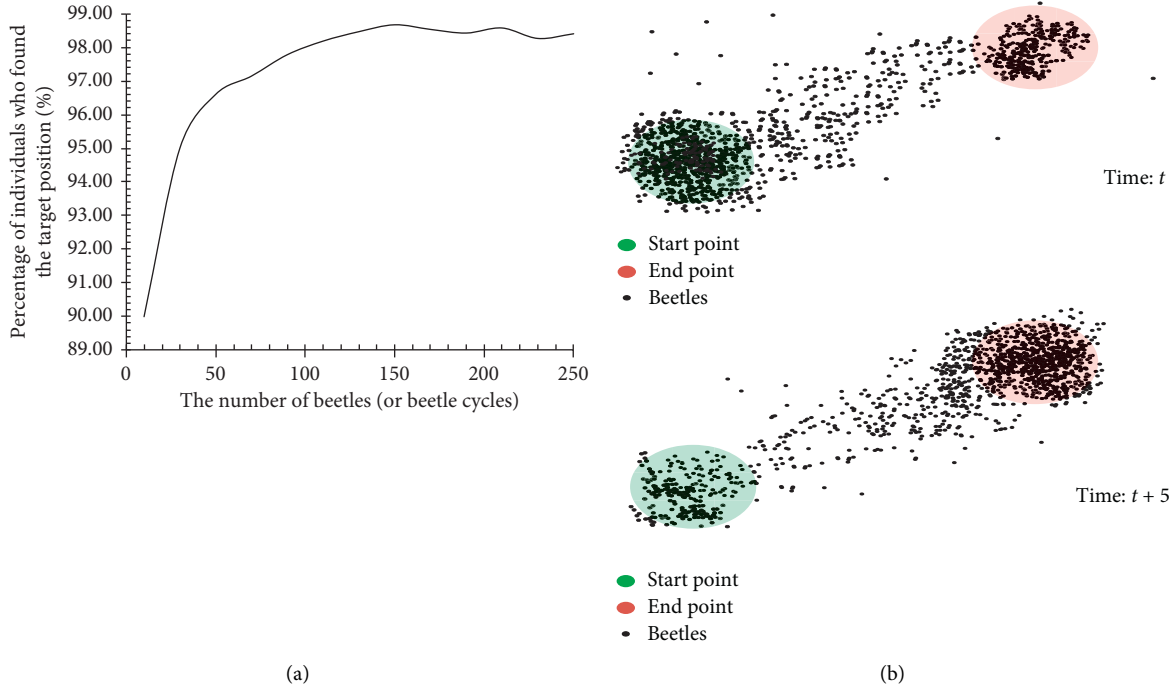 Percentage of individuals who found
the target position (%)
99.00
98.00
97.00
96.00
95.00
94.00
93.00
92.00
91.00
90.00
89.00
0
50
100
150
200
250
The number of beetles (or beetle cycles)
(a)
Time: t
Start point
End point
Beetles
Time: t + 5
Start point
End point
Beetles
(b)